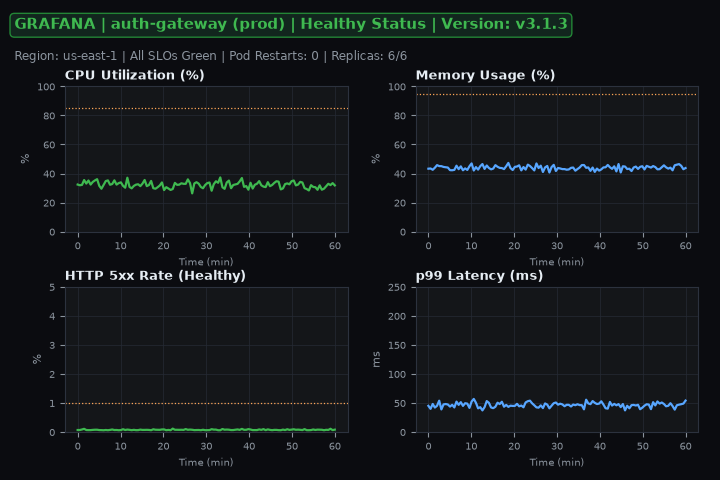 GRAFANA | auth-gateway (prod) | Healthy Status | Version: v3.1.3
Region: us-east-1 | All SLOs Green | Pod Restarts: 0 | Replicas: 6/6
CPU Utilization (%)
100
80
60
40
20
0
%
0 10 20 30 40 50 60
Time (min)
Memory Usage (%)
100
80
60
40
20
0
%
0 10 20 30 40 50 60
Time (min)
HTTP 5xx Rate (Healthy)
5
4
3
2
1
0
%
0 10 20 30 40 50 60
Time (min)
p99 Latency (ms)
250
200
150
100
50
0
ms
0 10 20 30 40 50 60
Time (min)